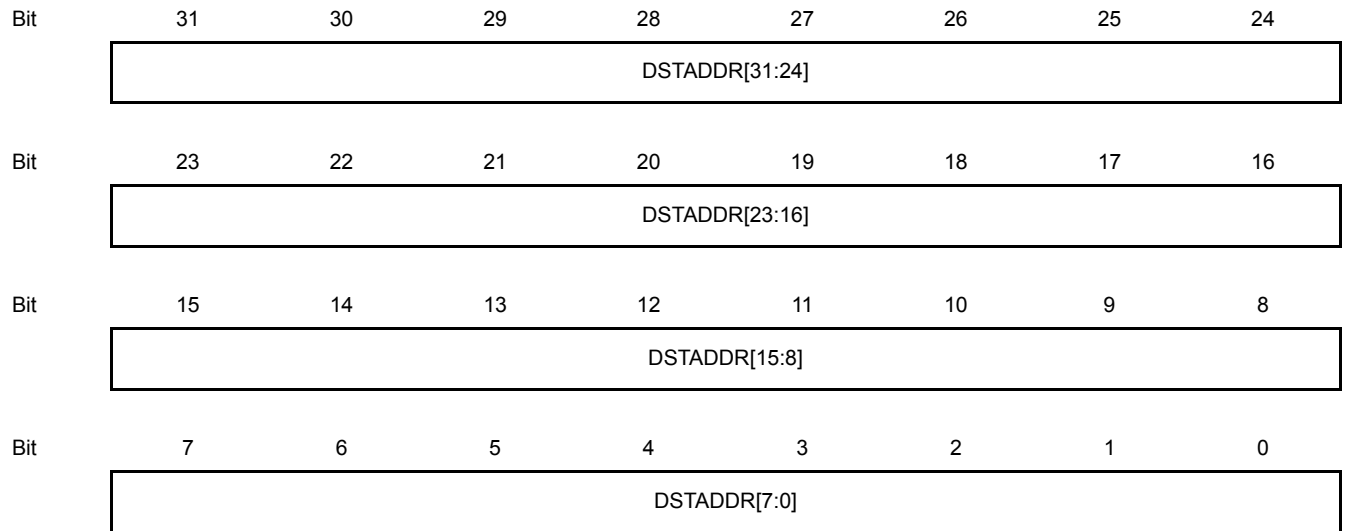 Bit 31 30 29 28 27 26 25 24
DSTADDR[31:24]
Bit 23 22 21 20 19 18 17 16
DSTADDR[23:16]
Bit 15 14 13 12 11 10 9 8
DSTADDR[15:8]
Bit 7 6 5 4 3 2 1 0
DSTADDR[7:0]